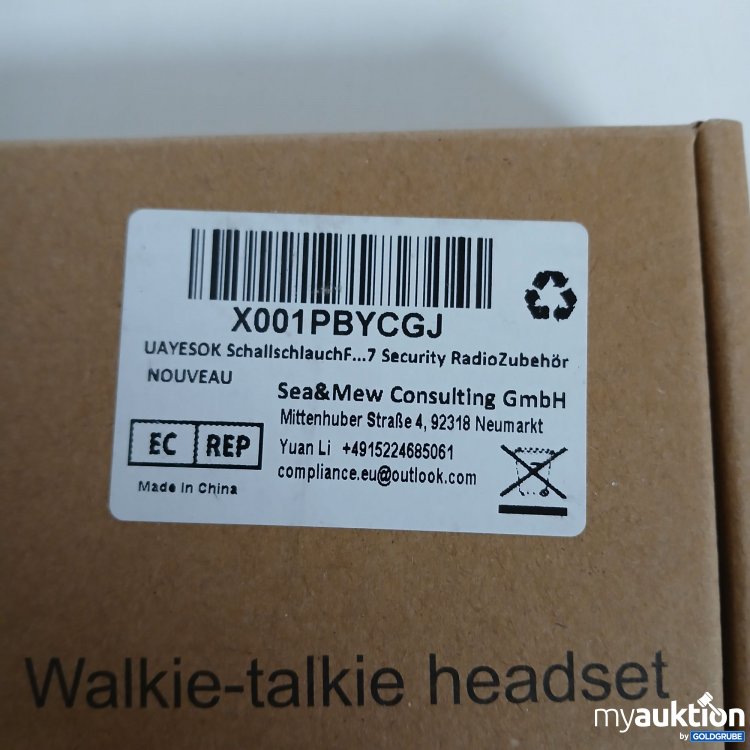 X001PBYCGJ
UAYESOK SchallschlauchF...7 Security RadioZubehör
NOUVEAU
Sea&Mew Consulting GmbH
Mittenhuber Straße 4, 92318 Neumarkt
EC REP
Yuan Li +4915224685061
compliance.eu@outlook.com
Made In China
Walkie-talkie headset
myauktion
by GOLDGRUBE